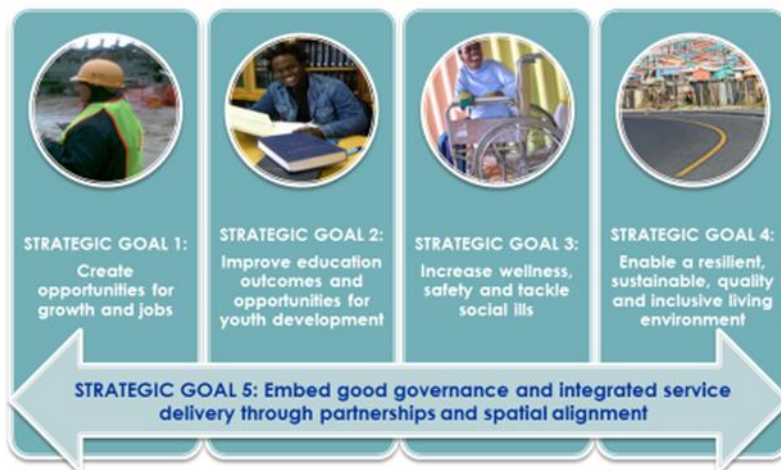 STRATEGIC GOAL 1:
Create
opportunities for
growth and jobs
STRATEGIC GOAL 2:
Improve education
outcomes and
opportunities for
youth development
STRATEGIC GOAL 3:
Increase wellness,
safety and tackle
social ills
STRATEGIC GOAL 4:
Enable a resilient,
sustainable, quality
and inclusive living
environment
STRATEGIC GOAL 5: Embed good governance and integrated service
delivery through partnerships and spatial alignment